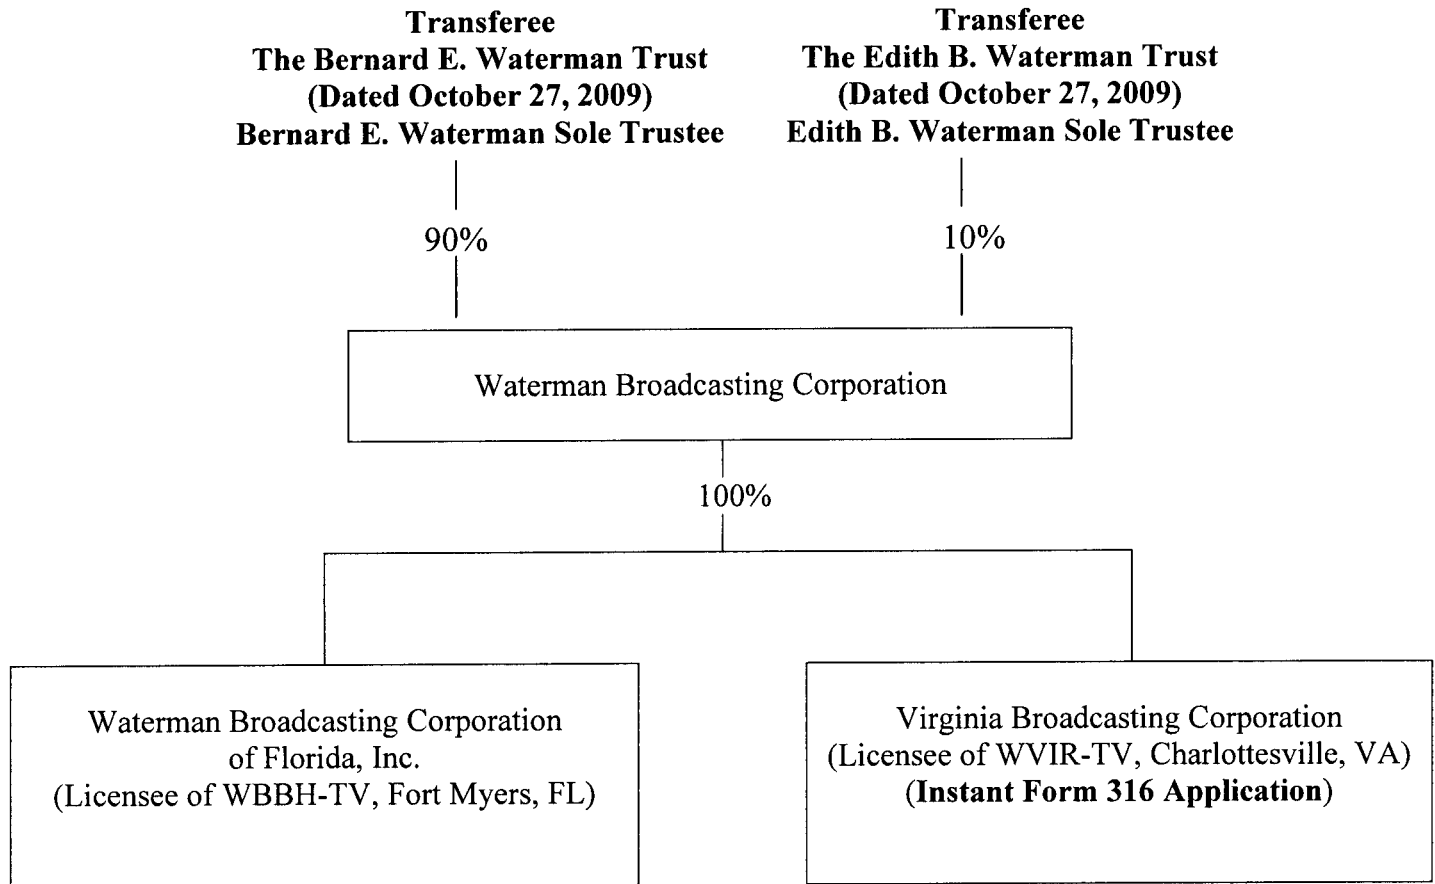 Transferee
The Bernard E. Waterman Trust
(Dated October 27, 2009)
Bernard E. Waterman Sole Trustee
Transferee
The Edith B. Waterman Trust
(Dated October 27, 2009)
Edith B. Waterman Sole Trustee
90%
10%
Waterman Broadcasting Corporation
100%
Waterman Broadcasting Corporation
of Florida, Inc.
(Licensee of WBBH-TV, Fort Myers, FL)
Virginia Broadcasting Corporation
(Licensee of WVIR-TV, Charlottesville, VA)
(Instant Form 316 Application)